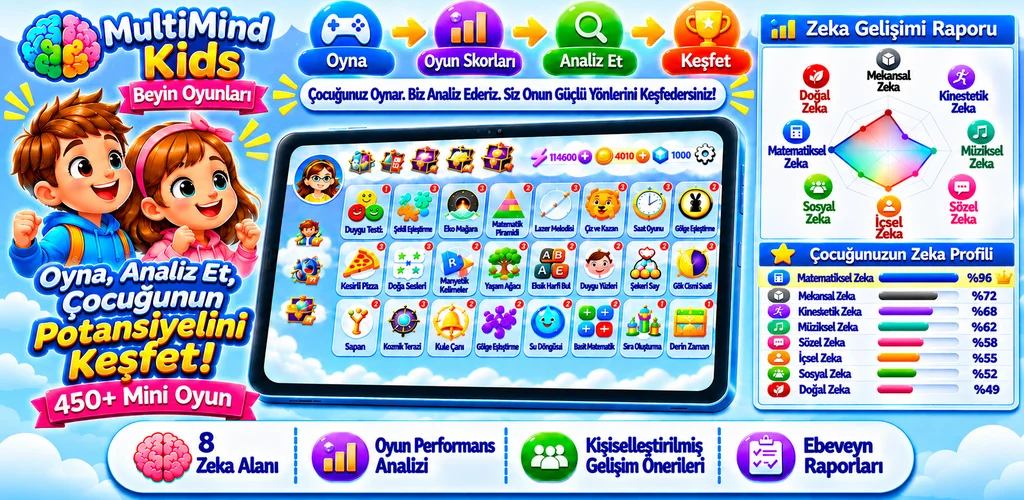 MultiMind
Kids
Beyin Oyunları
Oyna
Oyun Skorları
Analiz Et
Keşfet
Çocuğunuz Oynar. Biz Analiz Ederiz. Siz Onun Güçlü Yönlerini Keşfedersiniz!
Oyna, Analiz Et,
Çocuğunun
Potansiyelini
Keşfet!
450+ Mini Oyun
114600
4010
1000
Duygu Testi:
Şekil Eşleştirme
Eko Mağara
Matematik
Piramidi
Lazer Melodisi
Çiz ve Kazan
Saat Oyunu
Gölge Eşleştirme
Kesirli Pizza
Doğa Sesleri
Manyetik
Kelimeler
Yaşam Ağacı
Eksik Harfi Bul
Duygu Yüzleri
Şekeri Say
Gök Cismi Saati
Sapan
Kozmik Terazi
Kule Çanı
Gölge Eşleştirme
Su Döngüsü
Basit Matematik
Sıra Oluşturma
Derin Zaman
Zeka Gelişimi Raporu
Mekansal
Zeka
Kinestetik
Zeka
Müziksel
Zeka
Sözel
Zeka
İçsel
Zeka
Sosyal
Zeka
Matematiksel
Zeka
Doğal
Zeka
Çocuğunuzun Zeka Profili
Matematiksel Zeka %96
Mekansal Zeka %72
Kinestetik Zeka %68
Müziksel Zeka %62
Sözel Zeka %58
İçsel Zeka %55
Sosyal Zeka %52
Doğal Zeka %49
8
Zeka Alanı
Oyun Performans
Analizi
Kişiselleştirilmiş
Gelişim Önerileri
Ebeveyn
Raporları